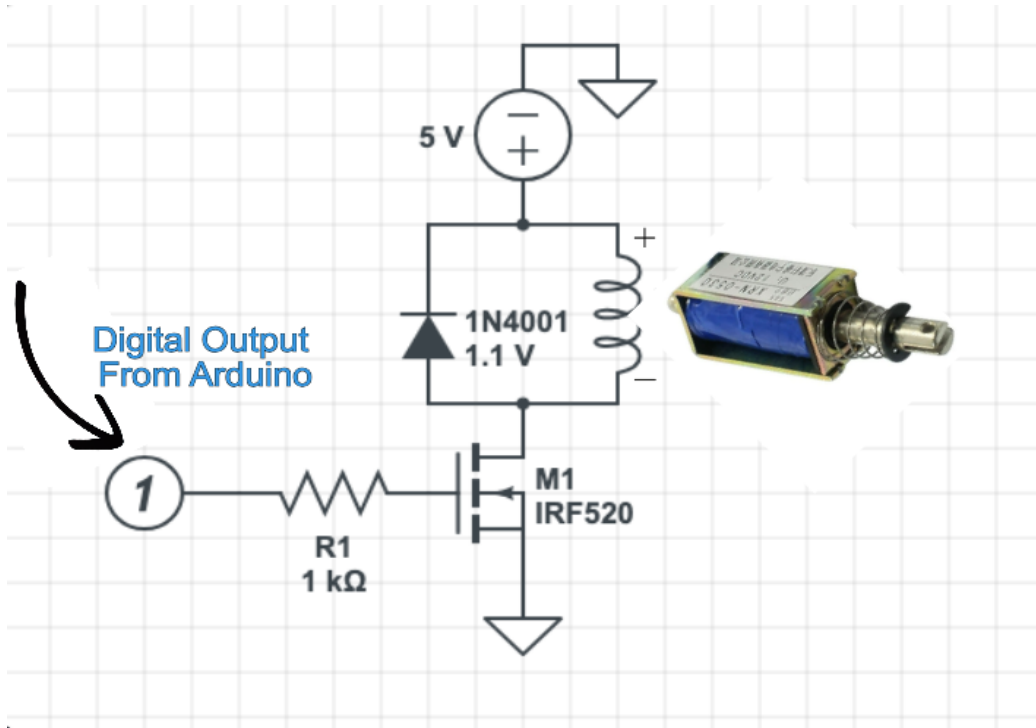 5 V
+
1N4001
1.1 V
Digital Output
From Arduino
1
R1
1 kΩ
M1
IRF520